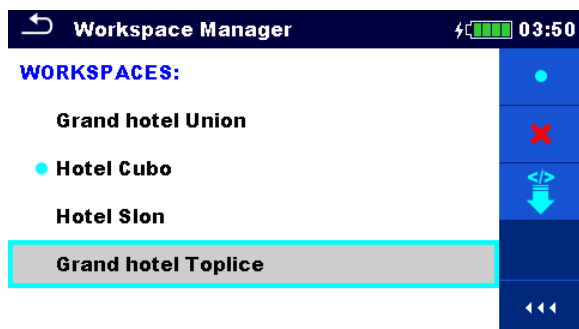 Workspace Manager 03:50
WORKSPACES:
Grand hotel Union
Hotel Cubo
Hotel Slon
Grand hotel Toplice